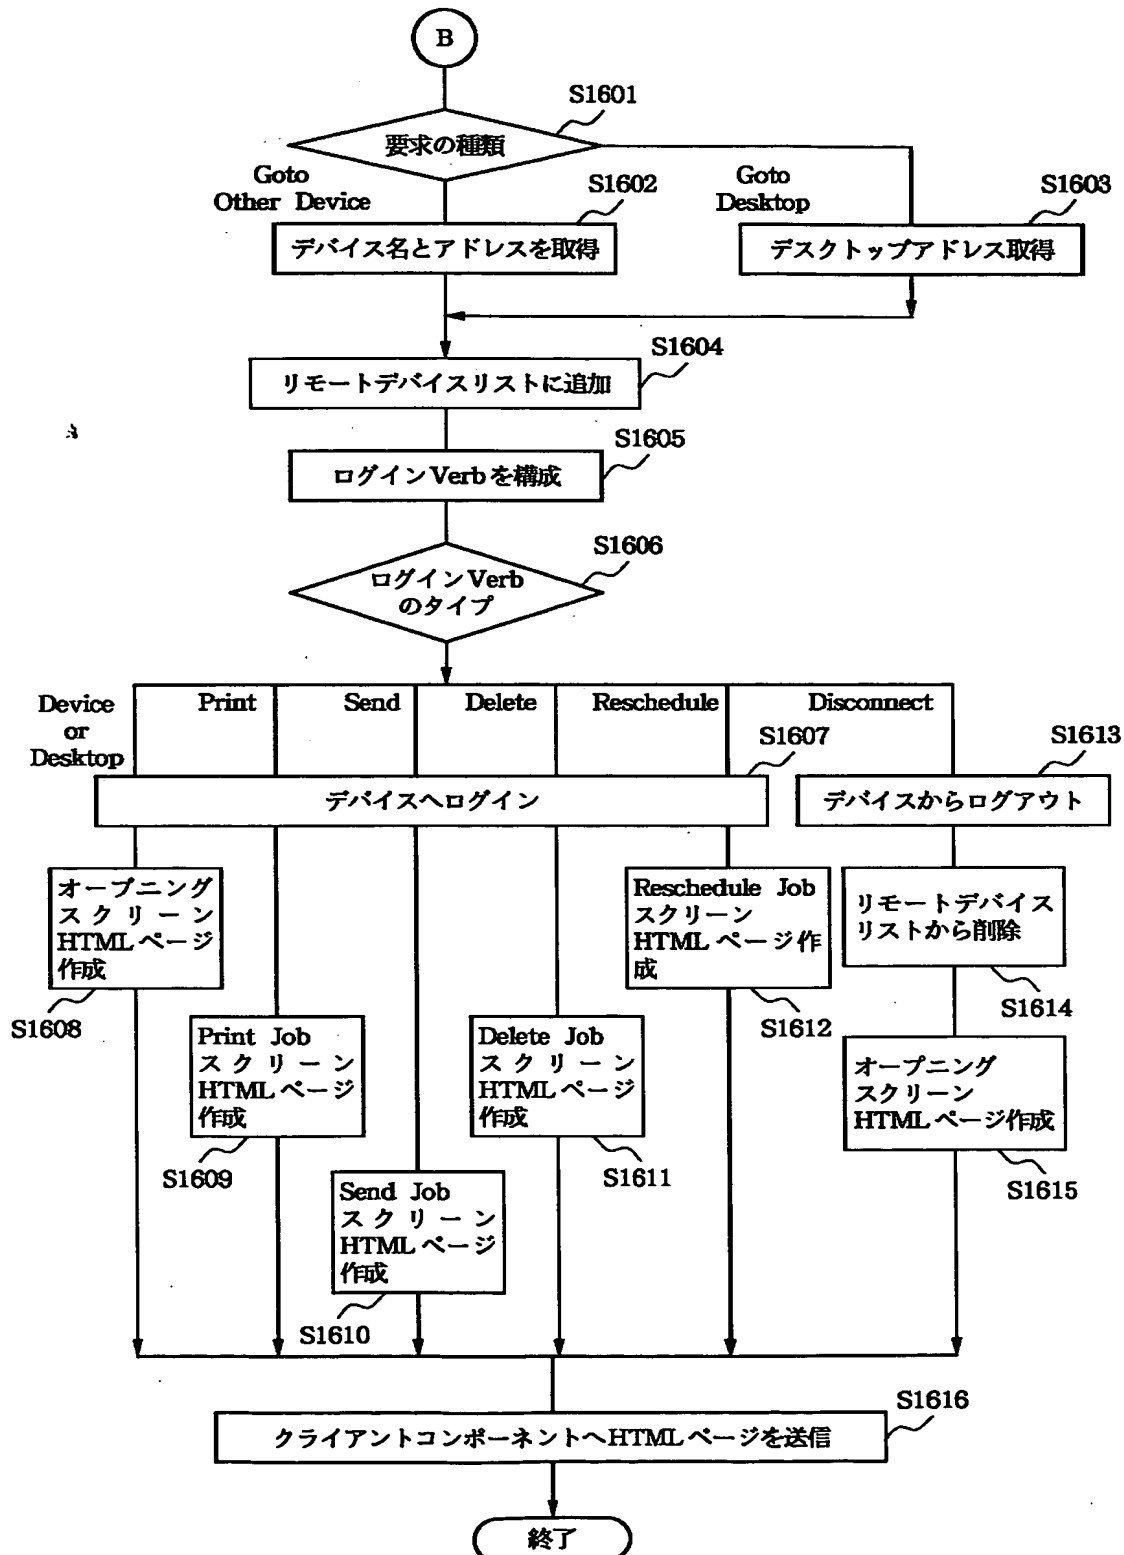 B
S1601
要求の種類
Goto
Other Device
S1602
Goto
Desktop
S1603
デバイス名とアドレスを取得
デスクトップアドレス取得
S1604
リモートデバイスリストに追加
S1605
ログインVerbを構成
S1606
ログインVerb
のタイプ
Device
or
Desktop
Print
Send
Delete
Reschedule
Disconnect
S1607
S1613
デバイスへログイン
デバイスからログアウト
オープニング
スクリーン
HTMLページ
作成
S1608
Reschedule Job
スクリーン
HTMLページ作
成
S1612
リモートデバイス
リストから削除
S1614
Print Job
スクリーン
HTMLページ
作成
S1609
Delete Job
スクリーン
HTMLページ
作成
S1611
オープニング
スクリーン
HTMLページ作成
S1615
Send Job
スクリーン
HTMLページ
作成
S1610
S1616
クライアントコンポーネントへHTMLページを送信
終了